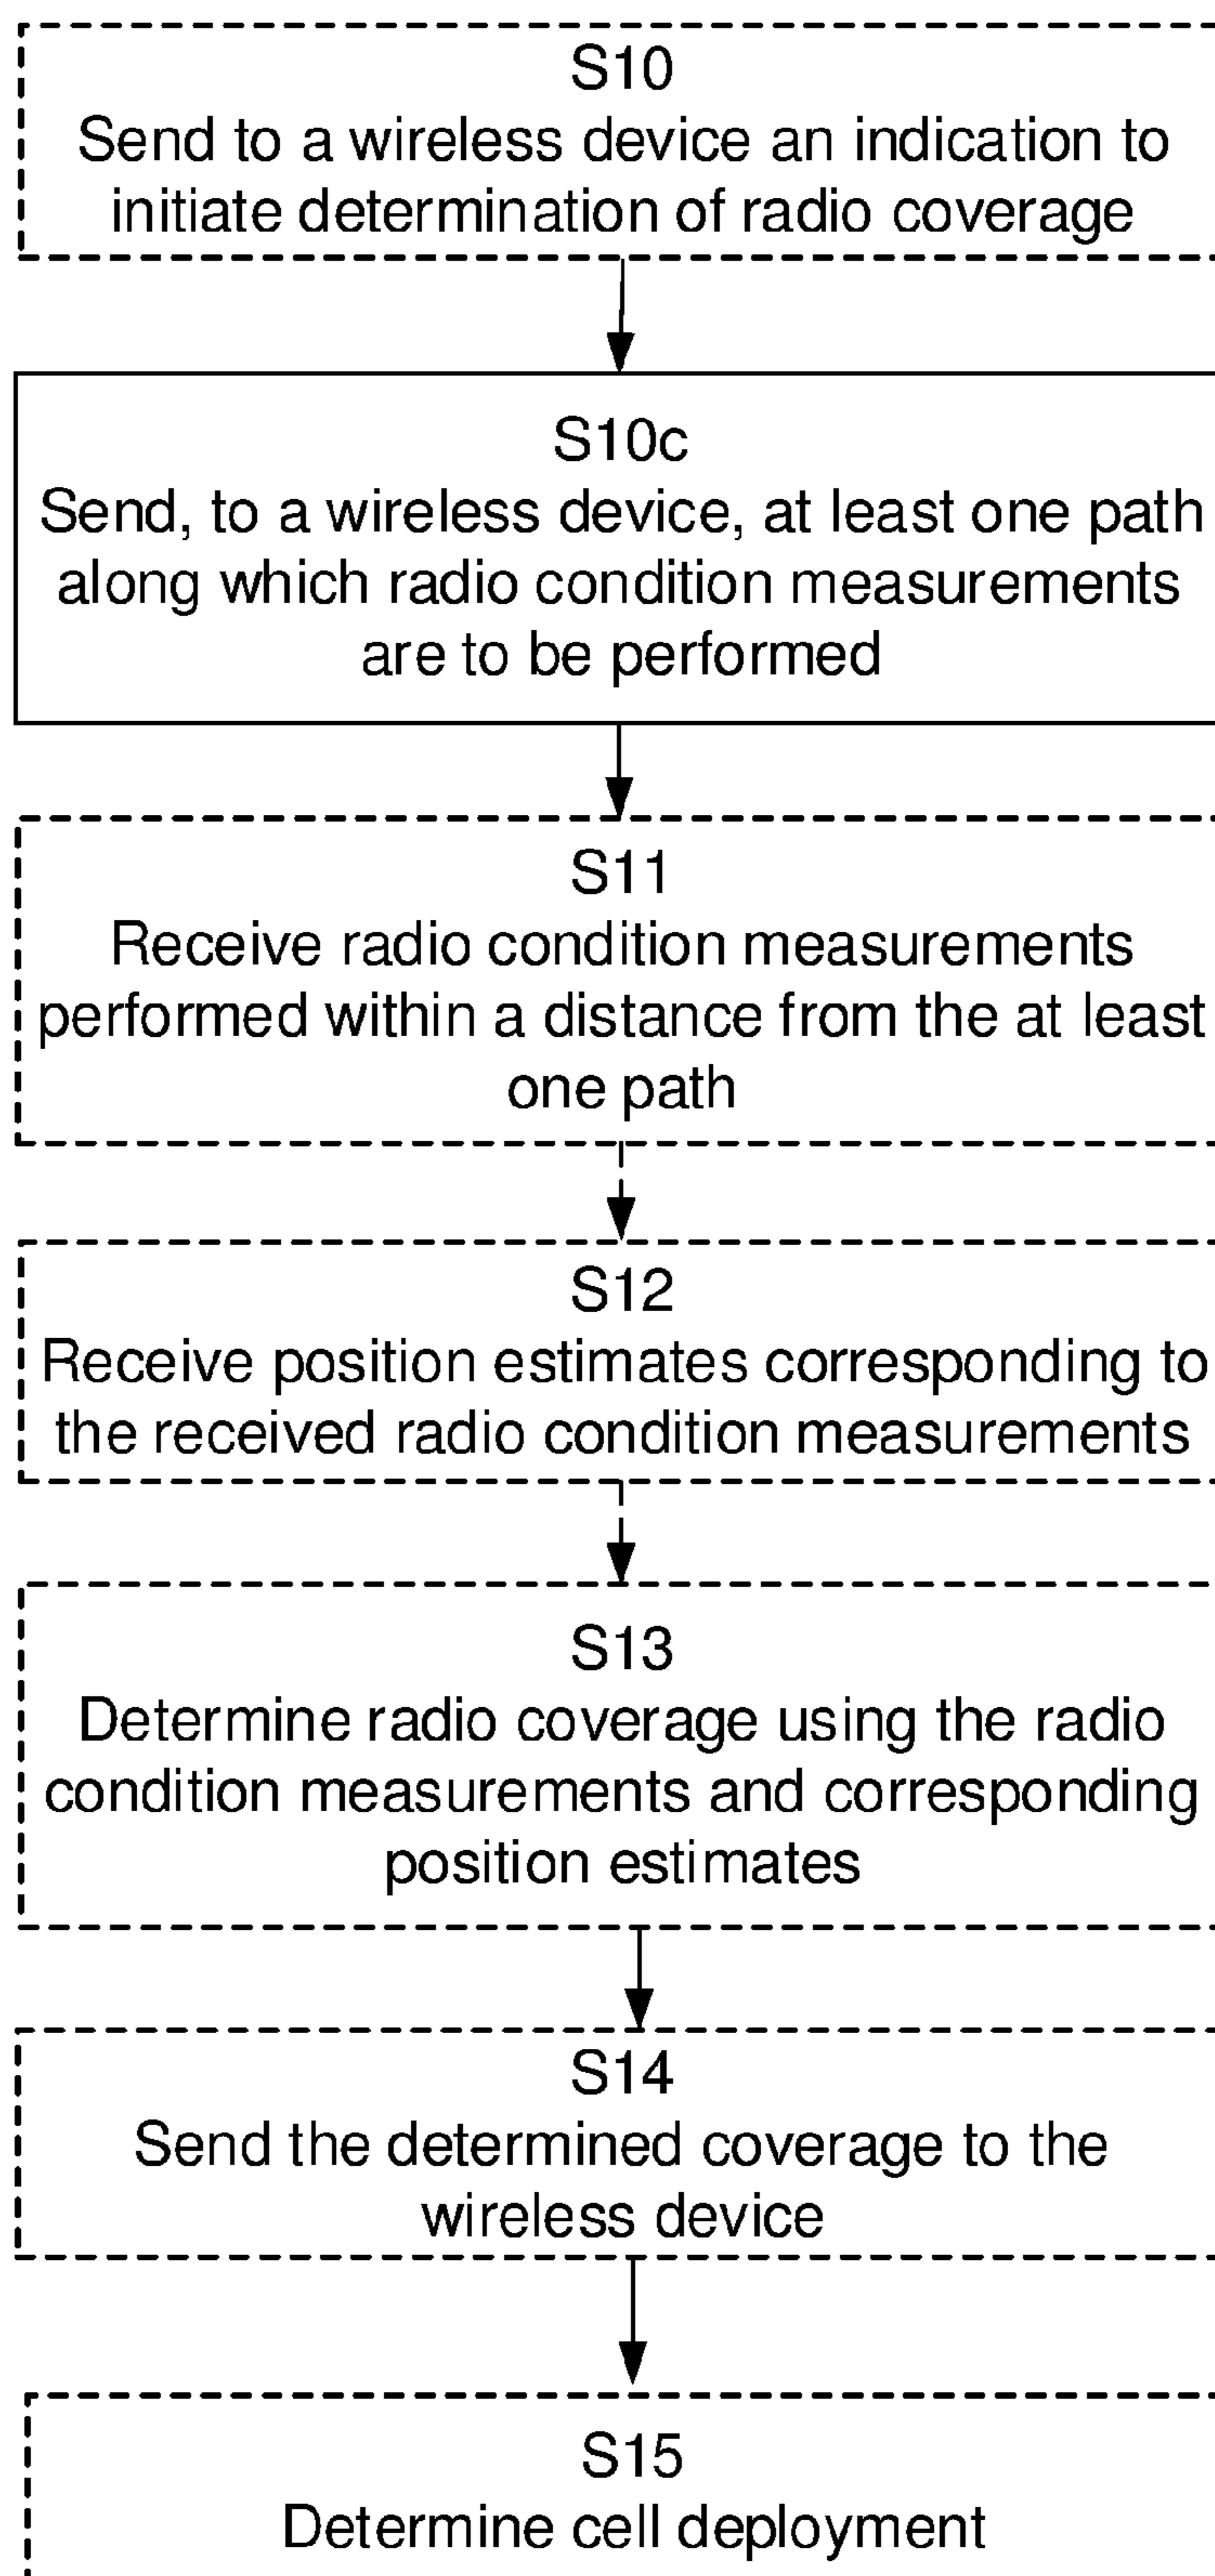 S10
Send to a wireless device an indication to
initiate determination of radio coverage
S10c
Send, to a wireless device, at least one path
along which radio condition measurements
are to be performed
S11
Receive radio condition measurements
performed within a distance from the at least
one path
S12
Receive position estimates corresponding to
the received radio condition measurements
S13
Determine radio coverage using the radio
condition measurements and corresponding
position estimates
S14
Send the determined coverage to the
wireless device
S15
Determine cell deployment